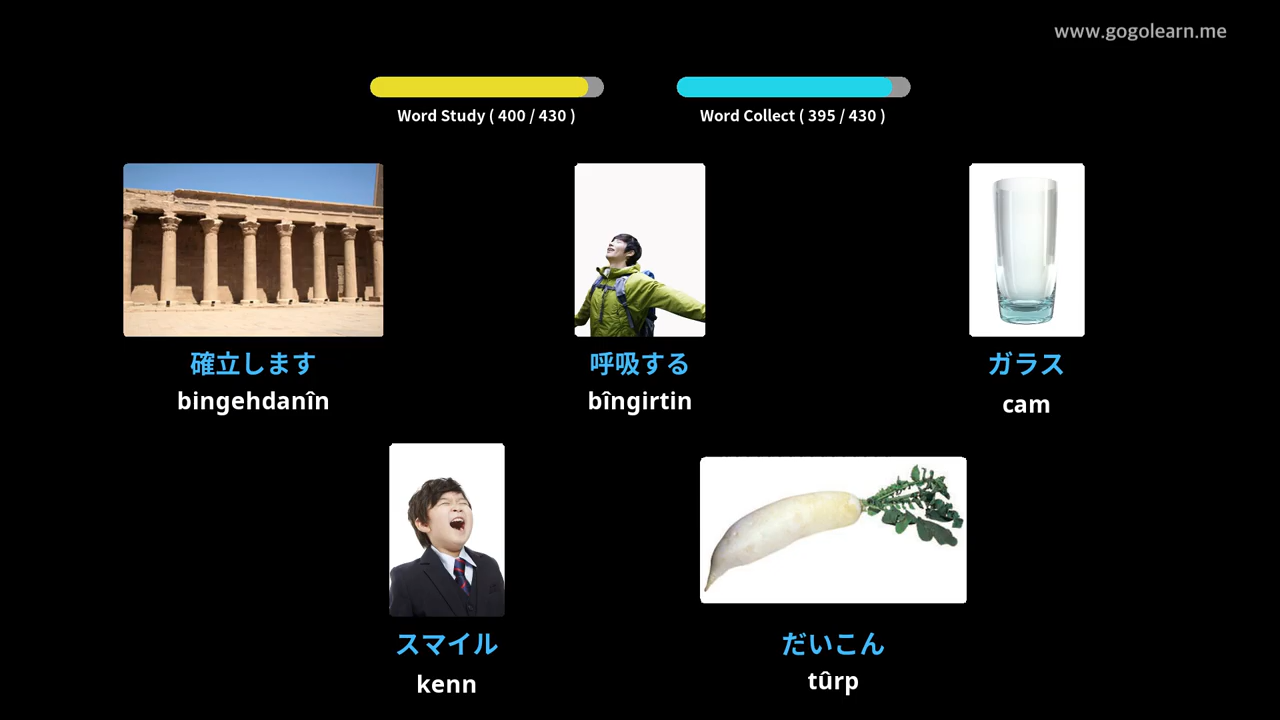 www.gogolearn.me
Word Study ( 400 / 430 )
Word Collect ( 395 / 430 )
確立します
bingehdanîn
呼吸する
bîngirtin
ガラス
cam
スマイル
kenn
だいこん
tûrp